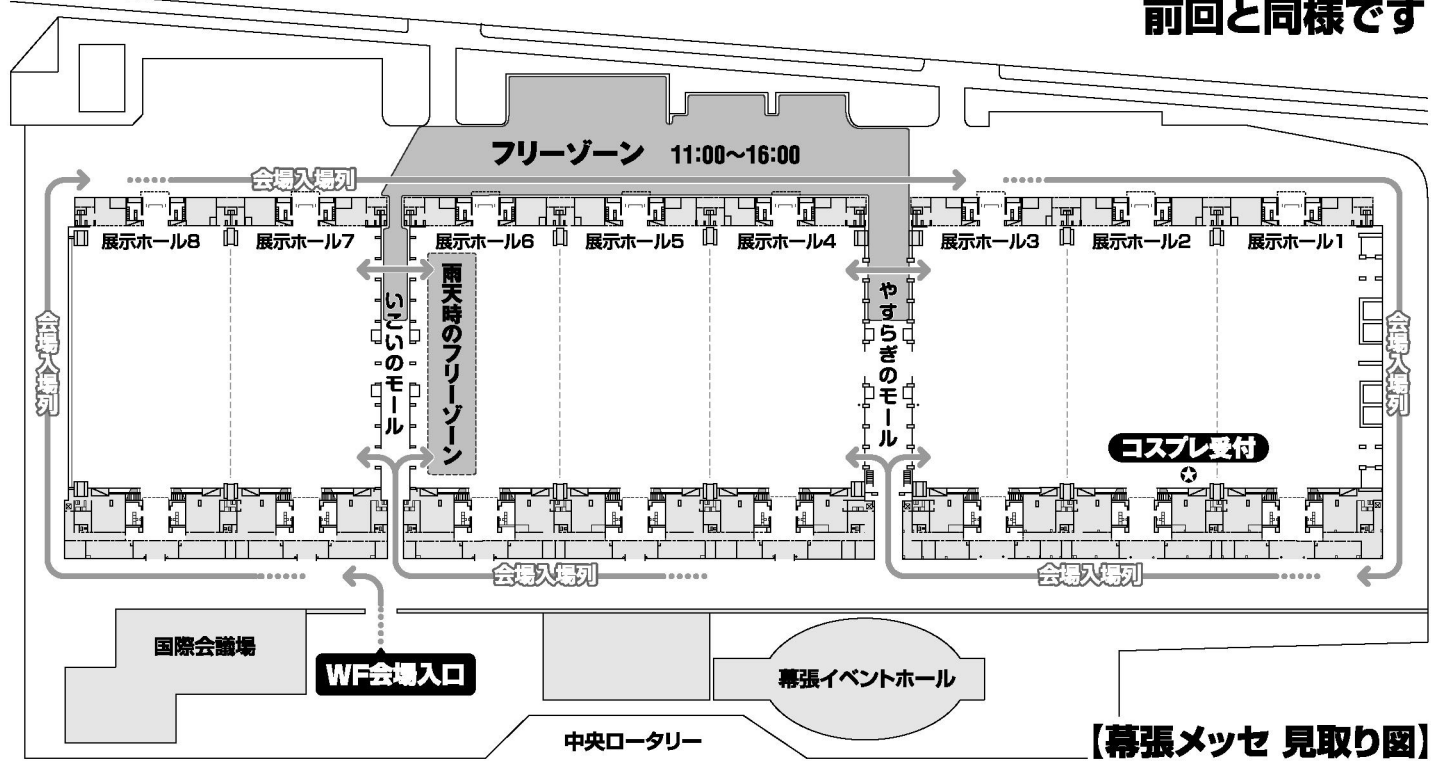 前回と同様です
フリーゾーン 11:00〜16:00
会場入場列
展示ホール8
展示ホール7
展示ホール6
展示ホール5
展示ホール4
展示ホール3
展示ホール2
展示ホール1
会場入場列
いこいのモール
雨天時のフリーゾーン
やすらぎのモール
会場入場列
コスプレ受付
会場入場列
会場入場列
国際会議場
WF会場入口
幕張イベントホール
中央ロータリー
【幕張メッセ 見取り図】